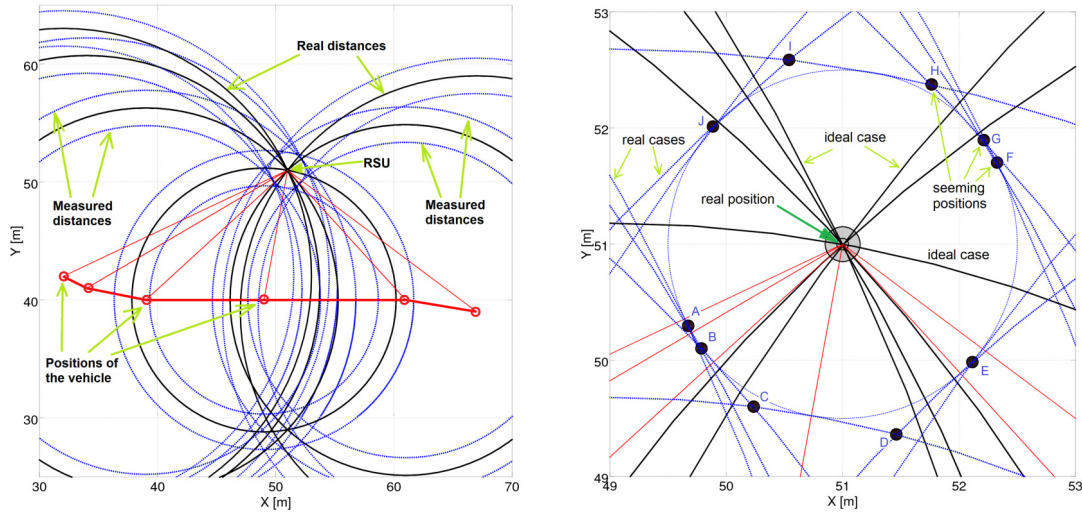 60
50
40
30
Y [m]
30
40
50
60
70
X [m]
Real distances
RSU
Measured
distances
Measured
distances
Positions of
the vehicle
53
52
51
50
49
Y [m]
49
50
51
52
53
X [m]
I
H
J
G
F
real cases
ideal case
seeming
positions
real position
ideal case
A
B
C
D
E